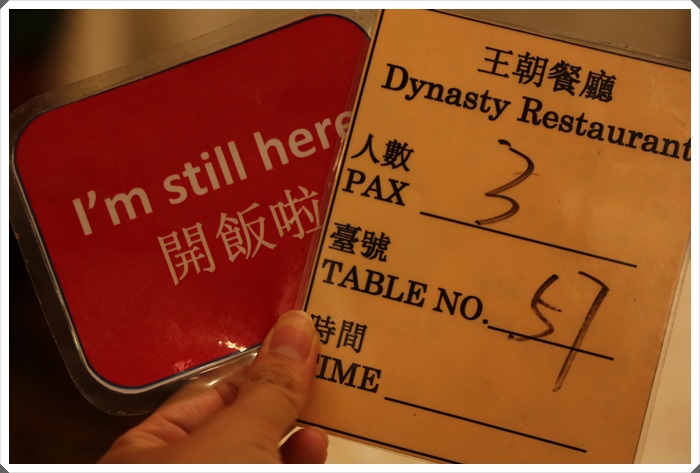 I'm still here
開飯啦
王朝餐廳
Dynasty Restaurant
人數
PAX 3
臺號
TABLE NO. 57
時間
TIME